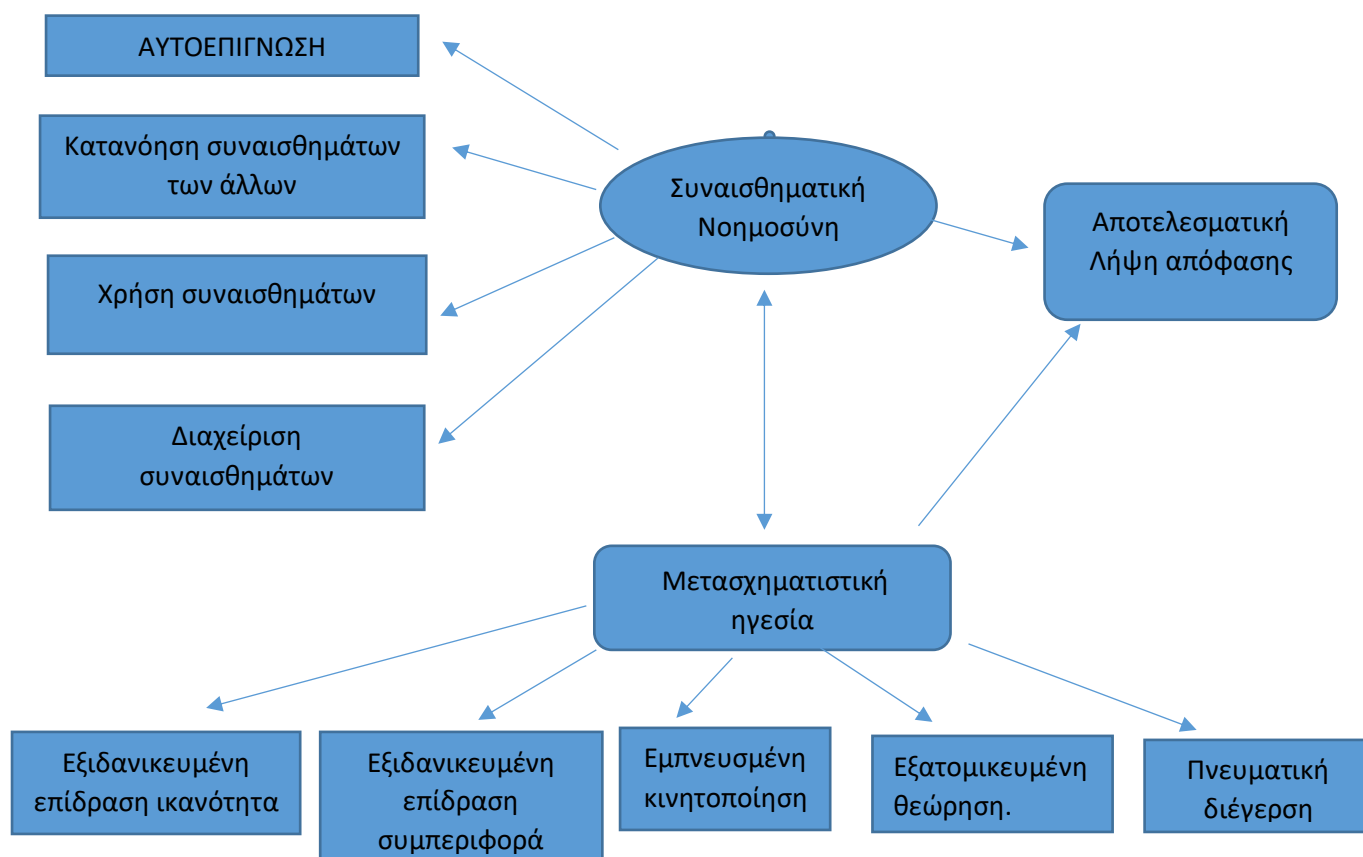 ΑΥΤΟΕΠΙΓΝΩΣΗ
Κατανόηση συναισθημάτων
των άλλων
Χρήση συναισθημάτων
Διαχείριση
συναισθημάτων
Συναισθηματική
Νοημοσύνη
Αποτελεσματική
Λήψη απόφασης
Μετασχηματιστική
ηγεσία
Εξιδανικευμένη
επίδραση ικανότητα
Εξιδανικευμένη
επίδραση
συμπεριφορά
Εμπνευσμένη
κινητοποίηση
Εξατομικευμένη
θεώρηση.
Πνευματική
διέγερση